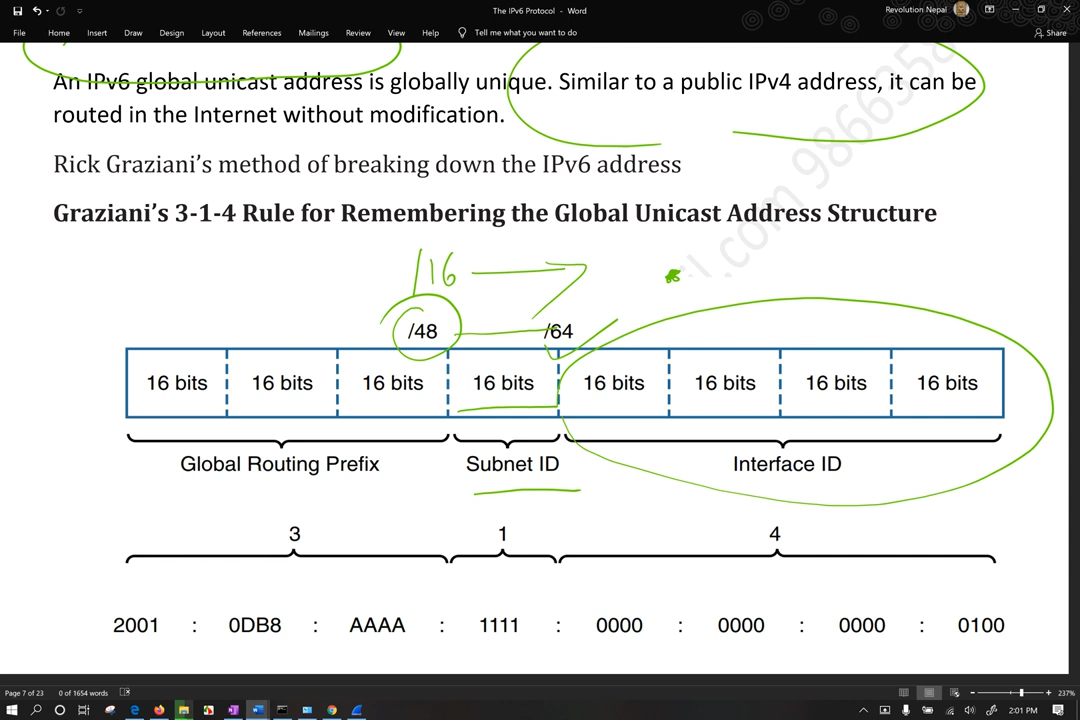 The IPv6 Protocol - Word
Revolution Nepal
File Home Insert Draw Design Layout References Mailings Review View Help Tell me what you want to do Share
An IPv6 global unicast address is globally unique. Similar to a public IPv4 address, it can be
routed in the Internet without modification.
Rick Graziani's method of breaking down the IPv6 address
Graziani's 3-1-4 Rule for Remembering the Global Unicast Address Structure
/16
/48 /64
16 bits 16 bits 16 bits 16 bits 16 bits 16 bits 16 bits 16 bits
Global Routing Prefix Subnet ID Interface ID
3 1 4
2001 : 0DB8 : AAAA : 1111 : 0000 : 0000 : 0000 : 0100
Page 7 of 23 0 of 1654 words 237%
2:01 PM